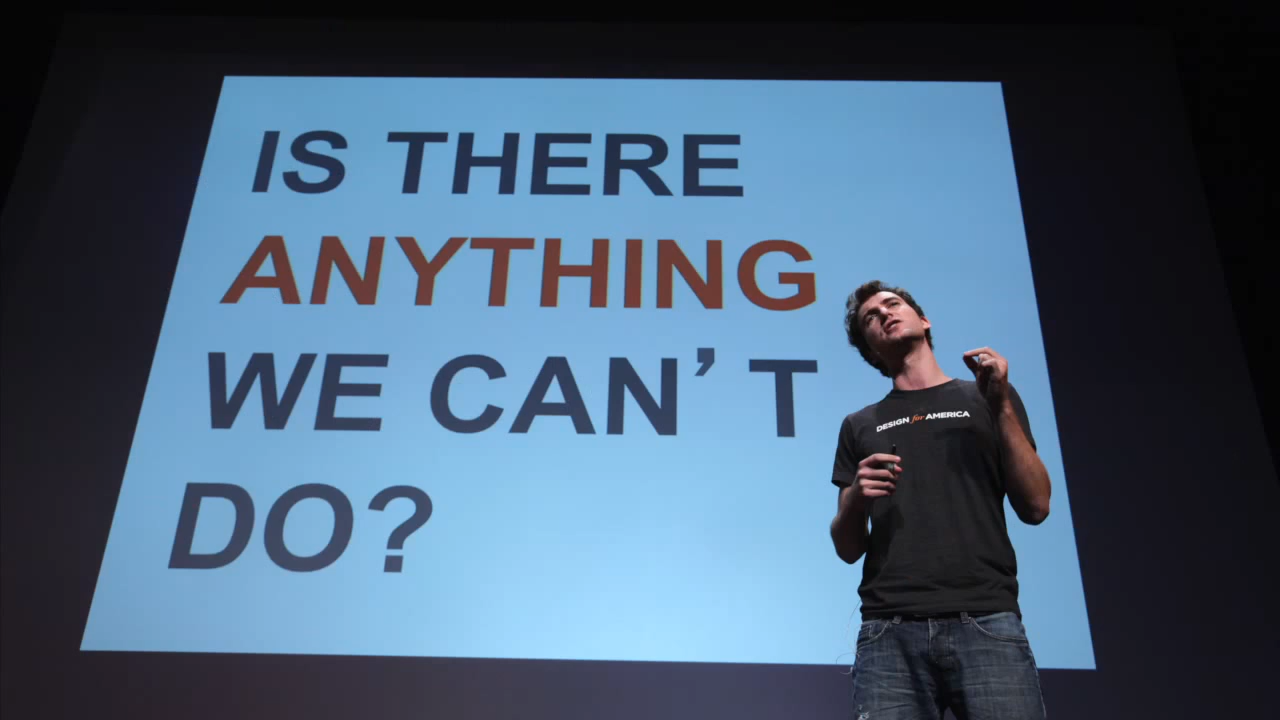 IS THERE
ANYTHING
WE CAN'T
DO?
DESIGN for AMERICA